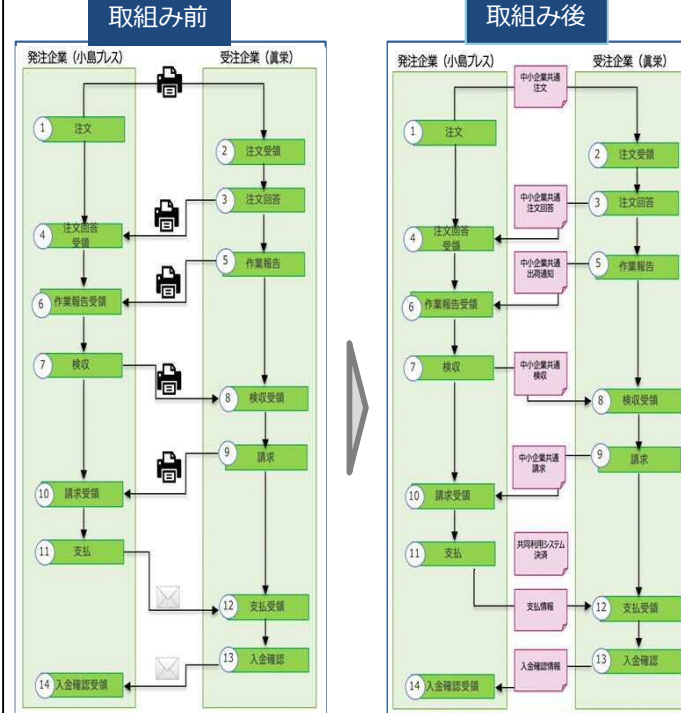 取組み前
発注企業（小島プレス）
受注企業（眞栄）
1 注文
2 注文受領
3 注文回答
4 注文回答
受領
5 作業報告
6 作業報告受領
7 検収
8 検収受領
9 請求
10 請求受領
11 支払
12 支払受領
13 入金確認
14 入金確認受領
取組み後
発注企業（小島プレス）
受注企業（眞栄）
中小企業共通
注文
1 注文
2 注文受領
中小企業共通
注文回答
3 注文回答
4 注文回答
受領
中小企業共通
出荷通知
5 作業報告
6 作業報告受領
7 検収
中小企業共通
検収
8 検収受領
中小企業共通
請求
9 請求
10 請求受領
11 支払
共同利用システム
決済
支払情報
12 支払受領
入金確認情報
13 入金確認
14 入金確認受領